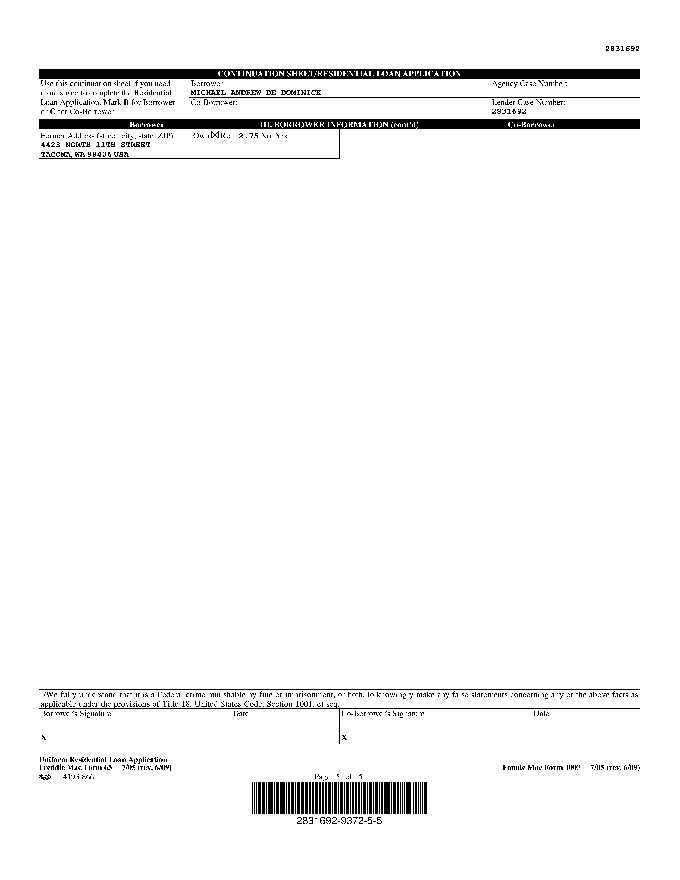 2831692
CONTINUATION SHEET/RESIDENTIAL LOAN APPLICATION
Use this continuation sheet if you need
more space to complete the Residential
Loan Application. Mark B for Borrower
or C for Co-Borrower.
Borrower:
MICHAEL ANDREW DE DOMINICK
Agency Case Number:
Co-Borrower:
Lender Case Number:
2831692
Borrower III. BORROWER INFORMATION (cont'd) Co-Borrower
Former Address (street, city, state, ZIP) Own Rent 2.75 No. Yrs.
4423 NORTH 11TH STREET
TACOMA, WA 98406 USA
I/We fully understand that it is a Federal crime punishable by fine or imprisonment, or both, to knowingly make any false statements concerning any of the above facts as
applicable under the provisions of Title 18, United States Code, Section 1001, et seq.
Borrower's Signature Date Co-Borrower's Signature Date
X X
Uniform Residential Loan Application
Freddie Mac Form 65 7/05 (rev. 6/09) Fannie Mae Form 1003 7/05 (rev. 6/09)
Page 5 of 5
2831692-9372-5-5